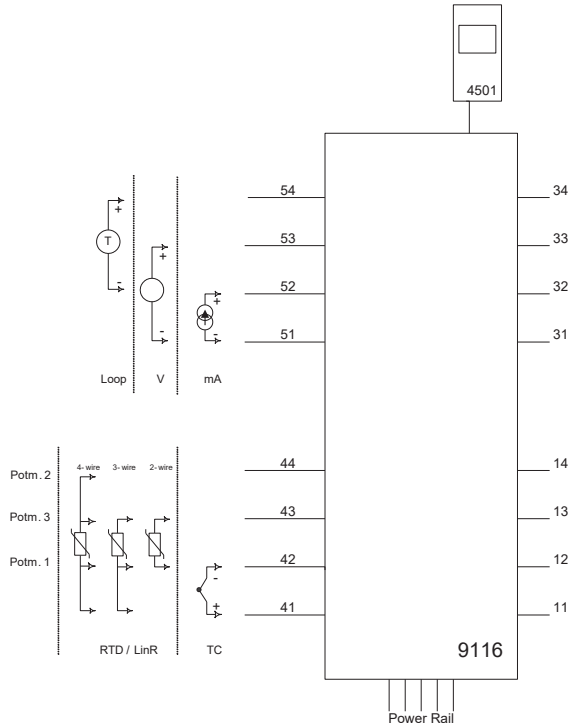 4501
54
34
+
T
53
33
+
-
52
32
+
-
51
31
-
Loop
V
mA
44
14
Potm. 2
4- wire
3- wire
2- wire
43
13
Potm. 3
42
12
Potm. 1
-
+
41
11
RTD / LinR
TC
9116
Power Rail